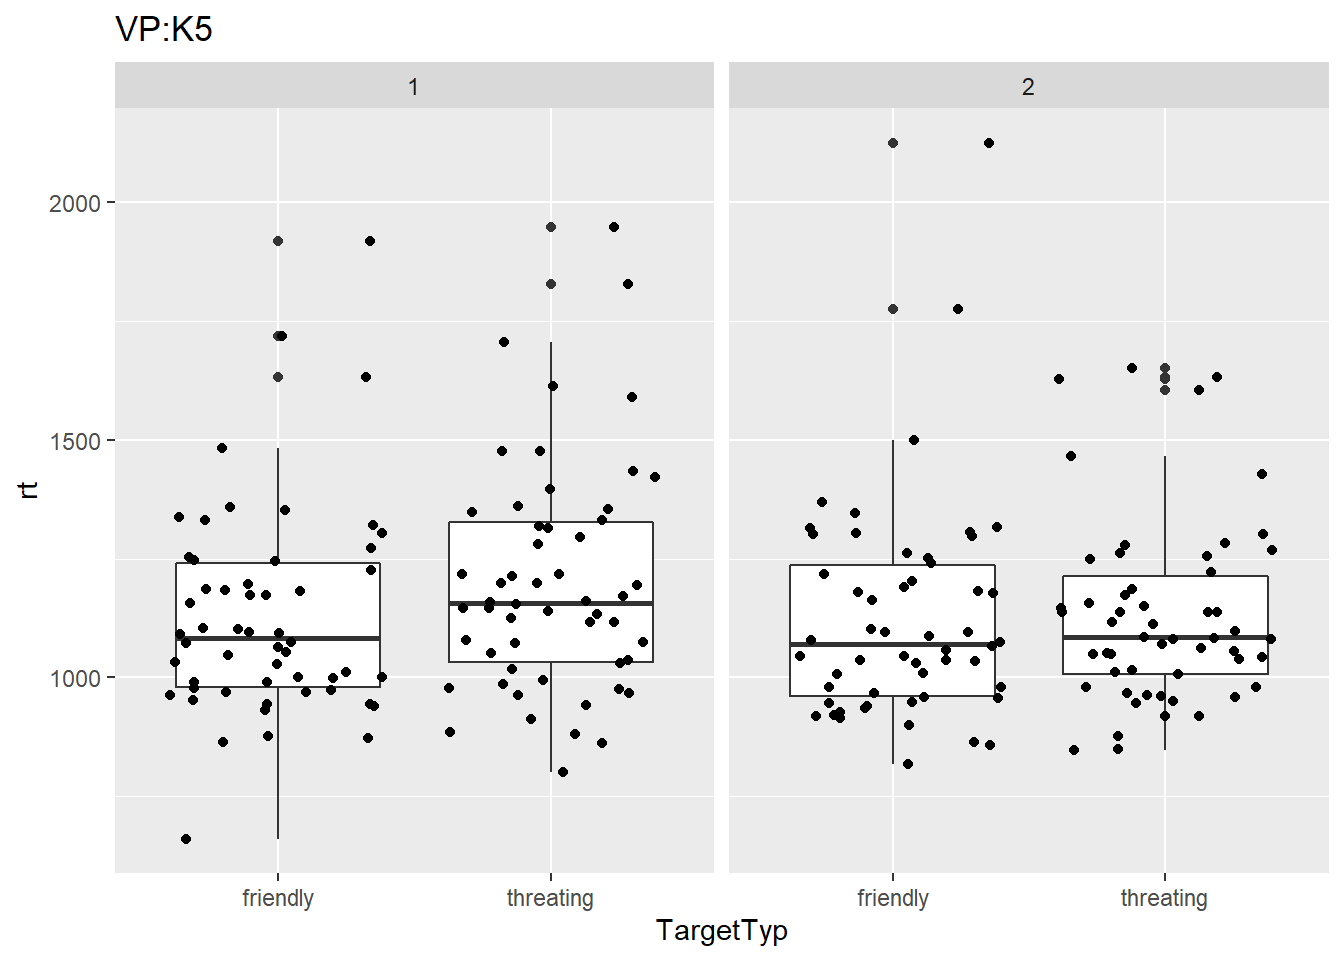 VP:K5
1
2
2000
1500
1000
rt
friendly
threating
friendly
threating
TargetTyp